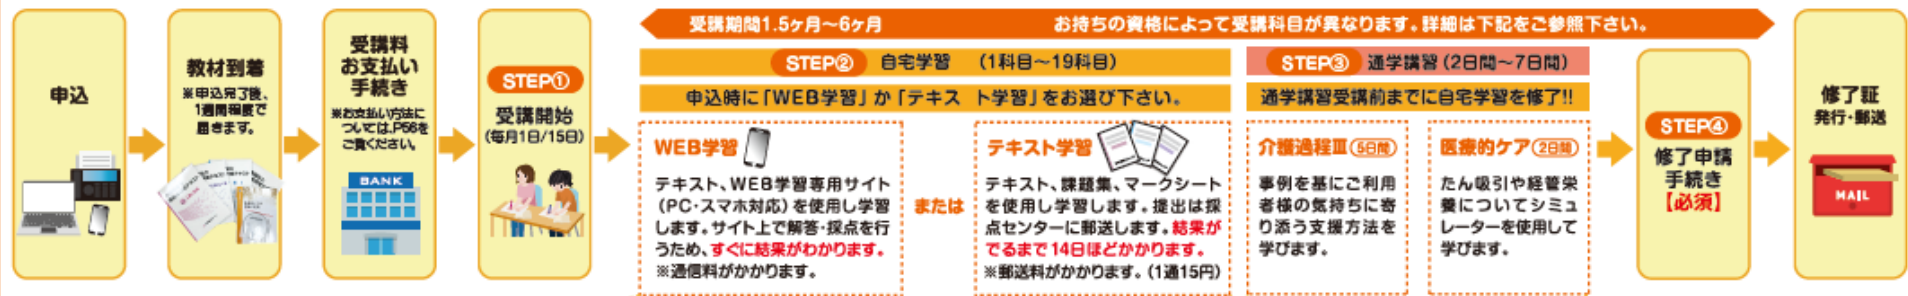 申込
教材到着
※申込完了後、
1週間程度で
届きます。
受講料
お支払い
手続き
※お支払い方法に
ついては、P56を
ご覧ください。
BANK
STEP①
受講開始
(毎月1日/15日)
受講期間1.5ヶ月〜6ヶ月 お持ちの資格によって受講科目が異なります。詳細は下記をご参照下さい。
STEP② 自宅学習 (1科目〜19科目)
申込時に「WEB学習」か「テキス ト学習」をお選び下さい。
WEB学習
テキスト、WEB学習専用サイト
(PC・スマホ対応)を使用し学習
します。サイト上で解答・採点を行
うため、すぐに結果がわかります。
※通信料がかかります。
または
テキスト学習
テキスト、課題集、マークシート
を使用し学習します。提出は採
点センターに郵送します。結果が
でるまで14日ほどかかります。
※郵送料がかかります。(1通15円)
STEP③ 通学講習(2日間〜7日間)
通学講習受講前までに自宅学習を修了!!
介護過程Ⅲ(5日間)
事例を基にご利用
者様の気持ちに寄
り添う支援方法を
学びます。
医療的ケア(2日間)
たん吸引や経管栄
養についてシミュ
レーターを使用して
学びます。
STEP④
修了申請
手続き
【必須】
修了証
発行・郵送
MAIL